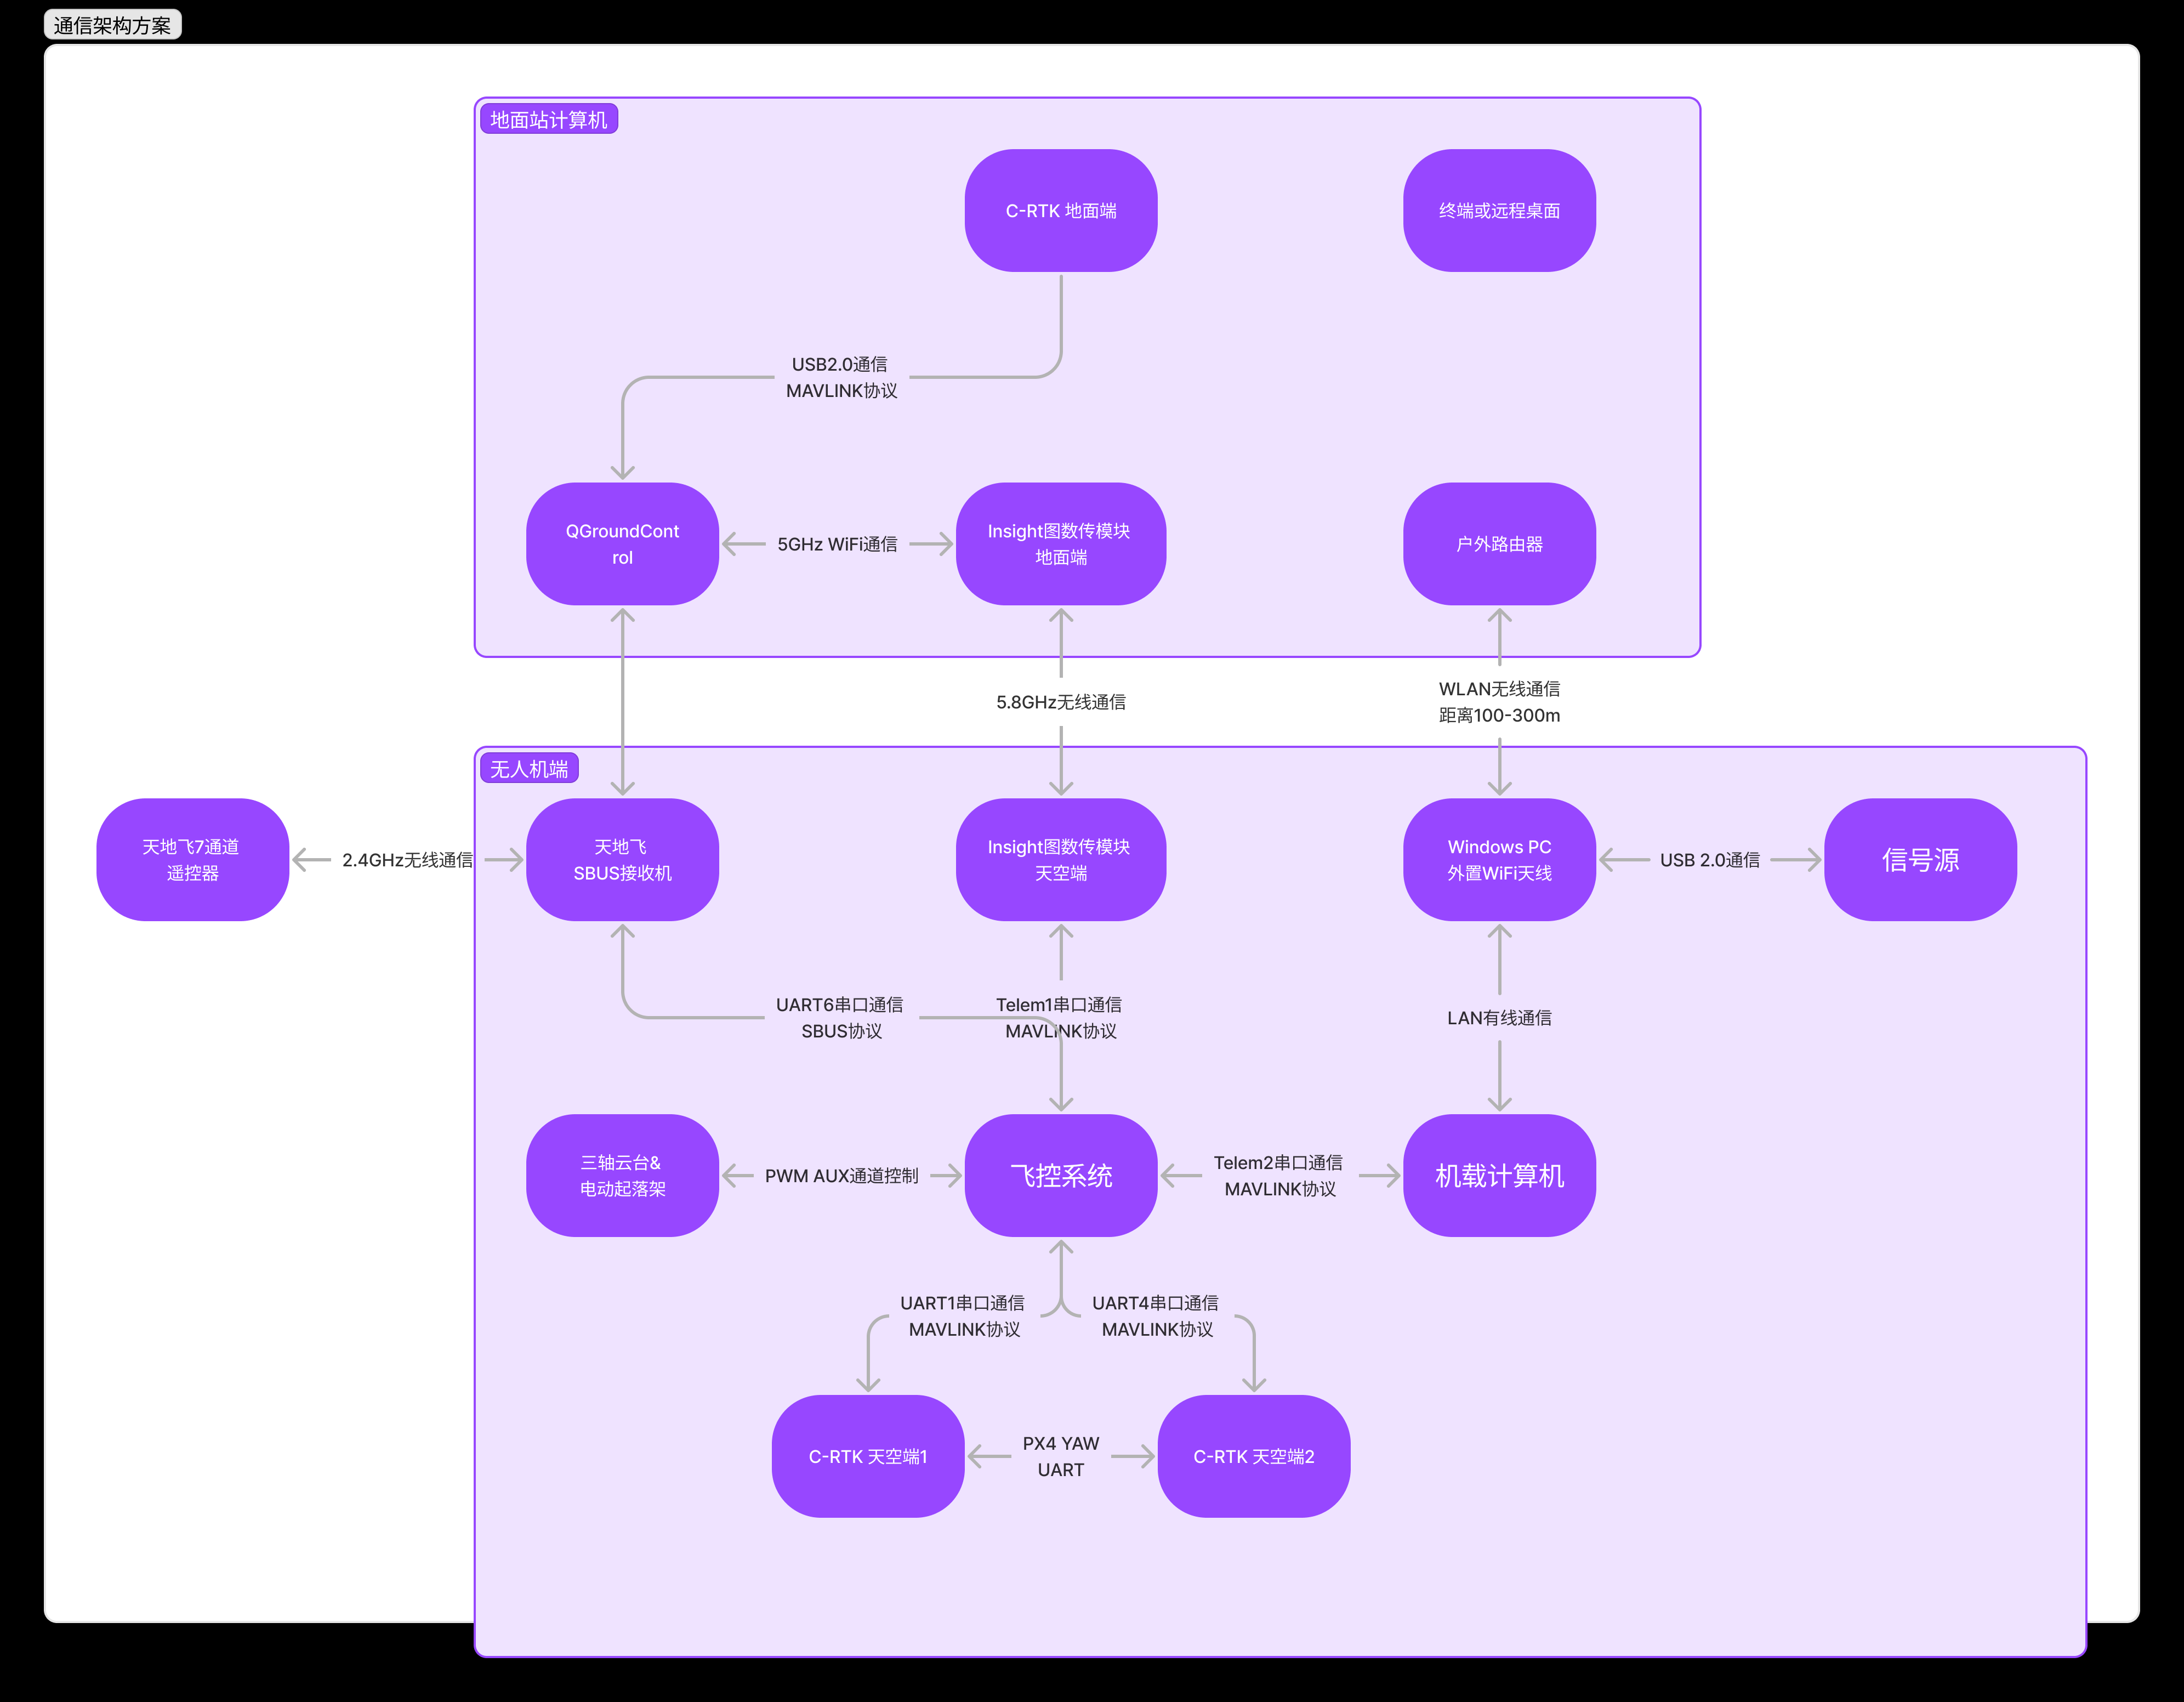 通信架构方案
地面站计算机
C-RTK 地面端
终端或远程桌面
USB2.0通信
MAVLINK协议
QGroundCont
rol
5GHz WiFi通信
Insight图数传模块
地面端
户外路由器
5.8GHz无线通信
WLAN无线通信
距离100-300m
无人机端
天地飞7通道
遥控器
2.4GHz无线通信
天地飞
SBUS接收机
Insight图数传模块
天空端
Windows PC
外置WiFi天线
USB 2.0通信
信号源
UART6串口通信
SBUS协议
Telem1串口通信
MAVLINK协议
LAN有线通信
三轴云台&
电动起落架
PWM AUX通道控制
飞控系统
Telem2串口通信
MAVLINK协议
机载计算机
UART1串口通信
MAVLINK协议
UART4串口通信
MAVLINK协议
C-RTK 天空端1
PX4 YAW
UART
C-RTK 天空端2